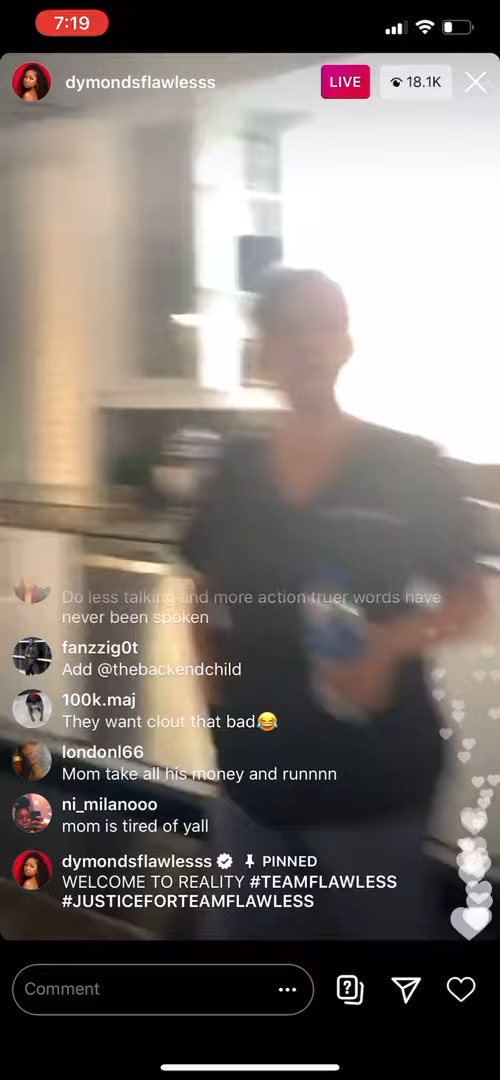 7:19
dymondsflawlesss
LIVE
18.1K
Do less talking and more action truer words have
never been spoken
fanzzig0t
Add @thebackendchild
100k.maj
They want clout that bad😂
londonl66
Mom take all his money and runnnn
ni_milanooo
mom is tired of yall
dymondsflawlesss PINNED
WELCOME TO REALITY #TEAMFLAWLESS
#JUSTICEFORTEAMFLAWLESS
Comment